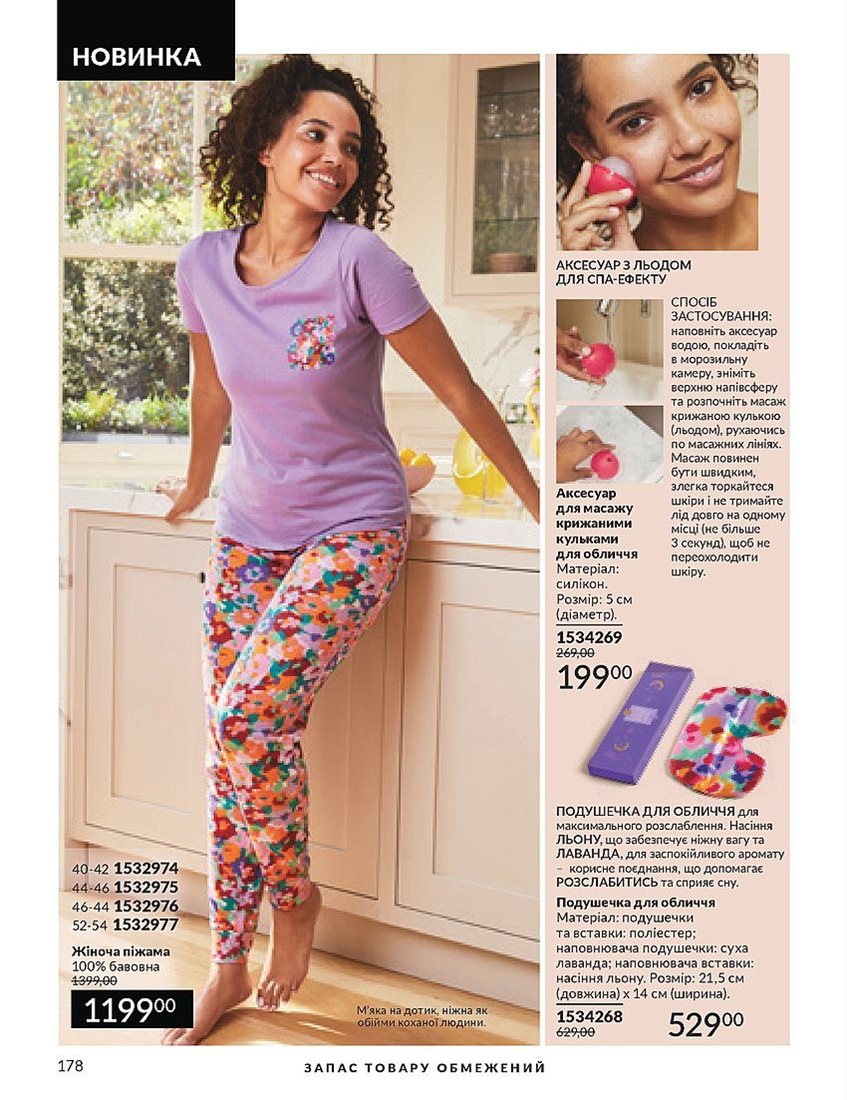 НОВИНКА
АКСЕСУАР З ЛЬОДОМ
ДЛЯ СПА-ЕФЕКТУ
СПОСІБ
ЗАСТОСУВАННЯ:
наповніть аксесуар
водою, покладіть
в морозильну
камеру, зніміть
верхню напівсферу
та розпочніть масаж
крижаною кулькою
(льодом), рухаючись
по масажних лініях.
Масаж повинен
бути швидким,
злегка торкайтеся
шкіри і не тримайте
лід довго на одному
місці (не більше
3 секунд), щоб не
переохолодити
шкіру.
Аксесуар
для масажу
крижаними
кульками
для обличчя
Матеріал:
силікон.
Розмір: 5 см
(діаметр).
1534269
269,00
19900
ПОДУШЕЧКА ДЛЯ ОБЛИЧЧЯ для
максимального розслаблення. Насіння
ЛЬОНУ, що забезпечує ніжну вагу та
ЛАВАНДА, для заспокійливого аромату
– корисне поєднання, що допомагає
РОЗСЛАБИТИСЬ та сприяє сну.
Подушечка для обличчя
Матеріал: подушечки
та вставки: поліестер;
наповнювача подушечки: суха
лаванда; наповнювача вставки:
насіння льону. Розмір: 21,5 см
(довжина) х 14 см (ширина).
1534268
629,00
52900
40-42 1532974
44-46 1532975
46-44 1532976
52-54 1532977
Жіноча піжама
100% бавовна
1399,00
119900
М'яка на дотик, ніжна як
обійми коханої людини.
178
ЗАПАС ТОВАРУ ОБМЕЖЕНИЙ